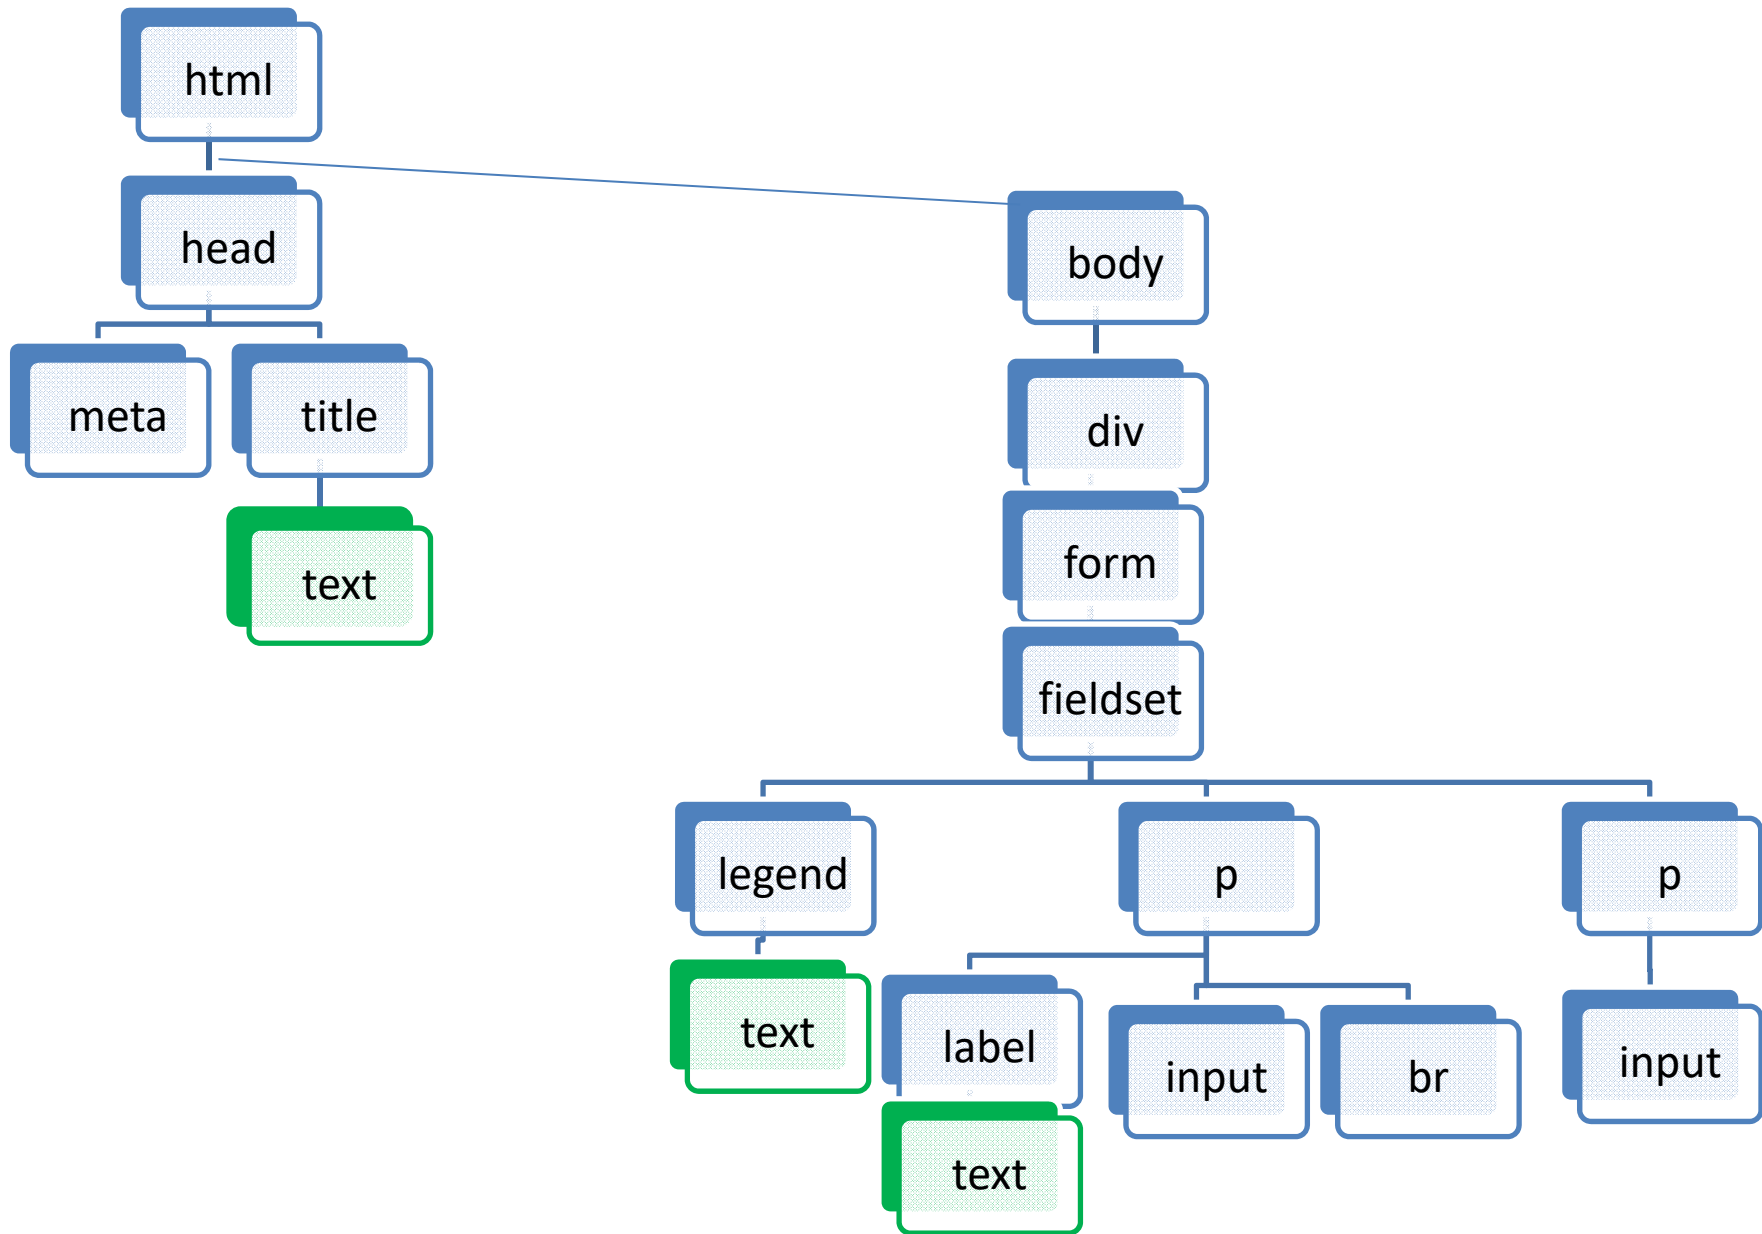 html
head
body
meta
title
div
text
form
fieldset
legend
p
p
text
label
input
br
input
text